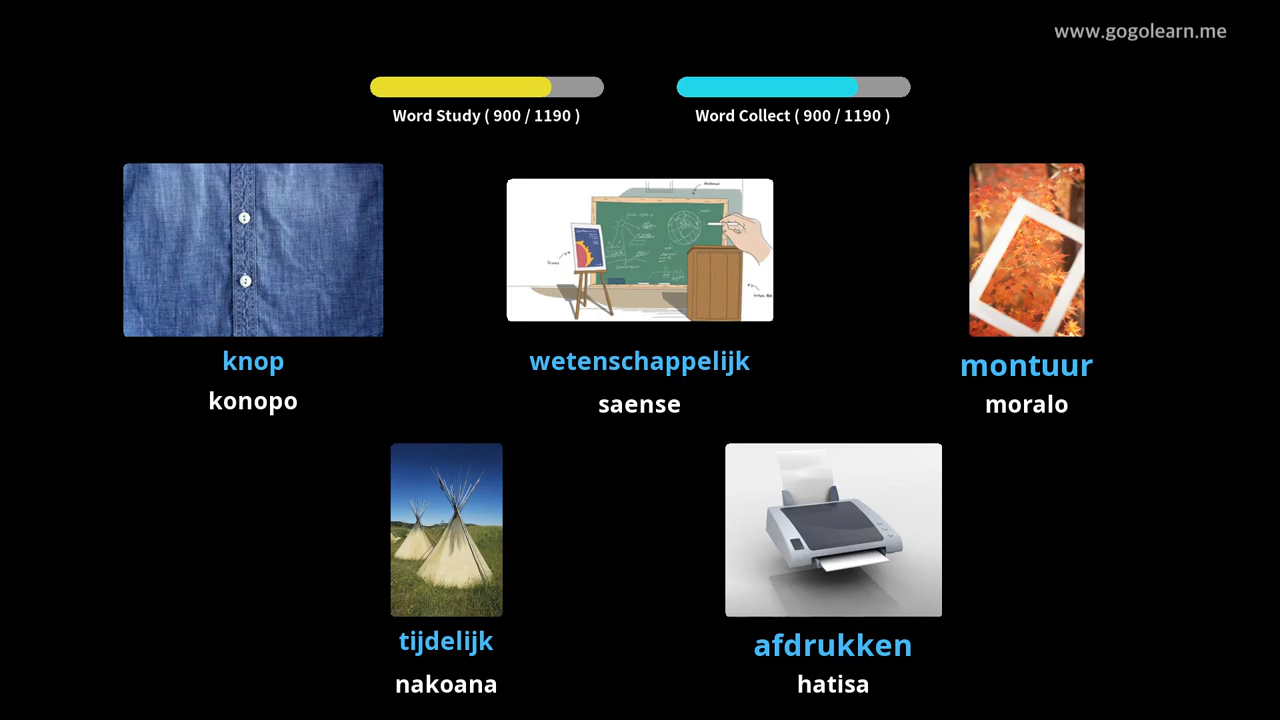 www.gogolearn.me
Word Study ( 900 / 1190 )
Word Collect ( 900 / 1190 )
knop
konopo
wetenschappelijk
saense
montuur
moralo
tijdelijk
nakoana
afdrukken
hatisa